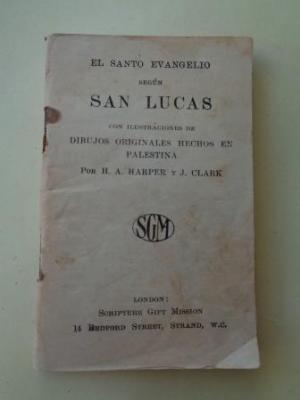 EL SANTO EVANGELIO
SEGÚN
SAN LUCAS
CON ILUSTRACIONES DE
DIBUJOS ORIGINALES HECHOS EN
PALESTINA
POR H. A. HARPER Y J. CLARK
SGM
LONDON:
SCRIPTURE GIFT MISSION
14 BEDFORD STREET, STRAND, W.C.